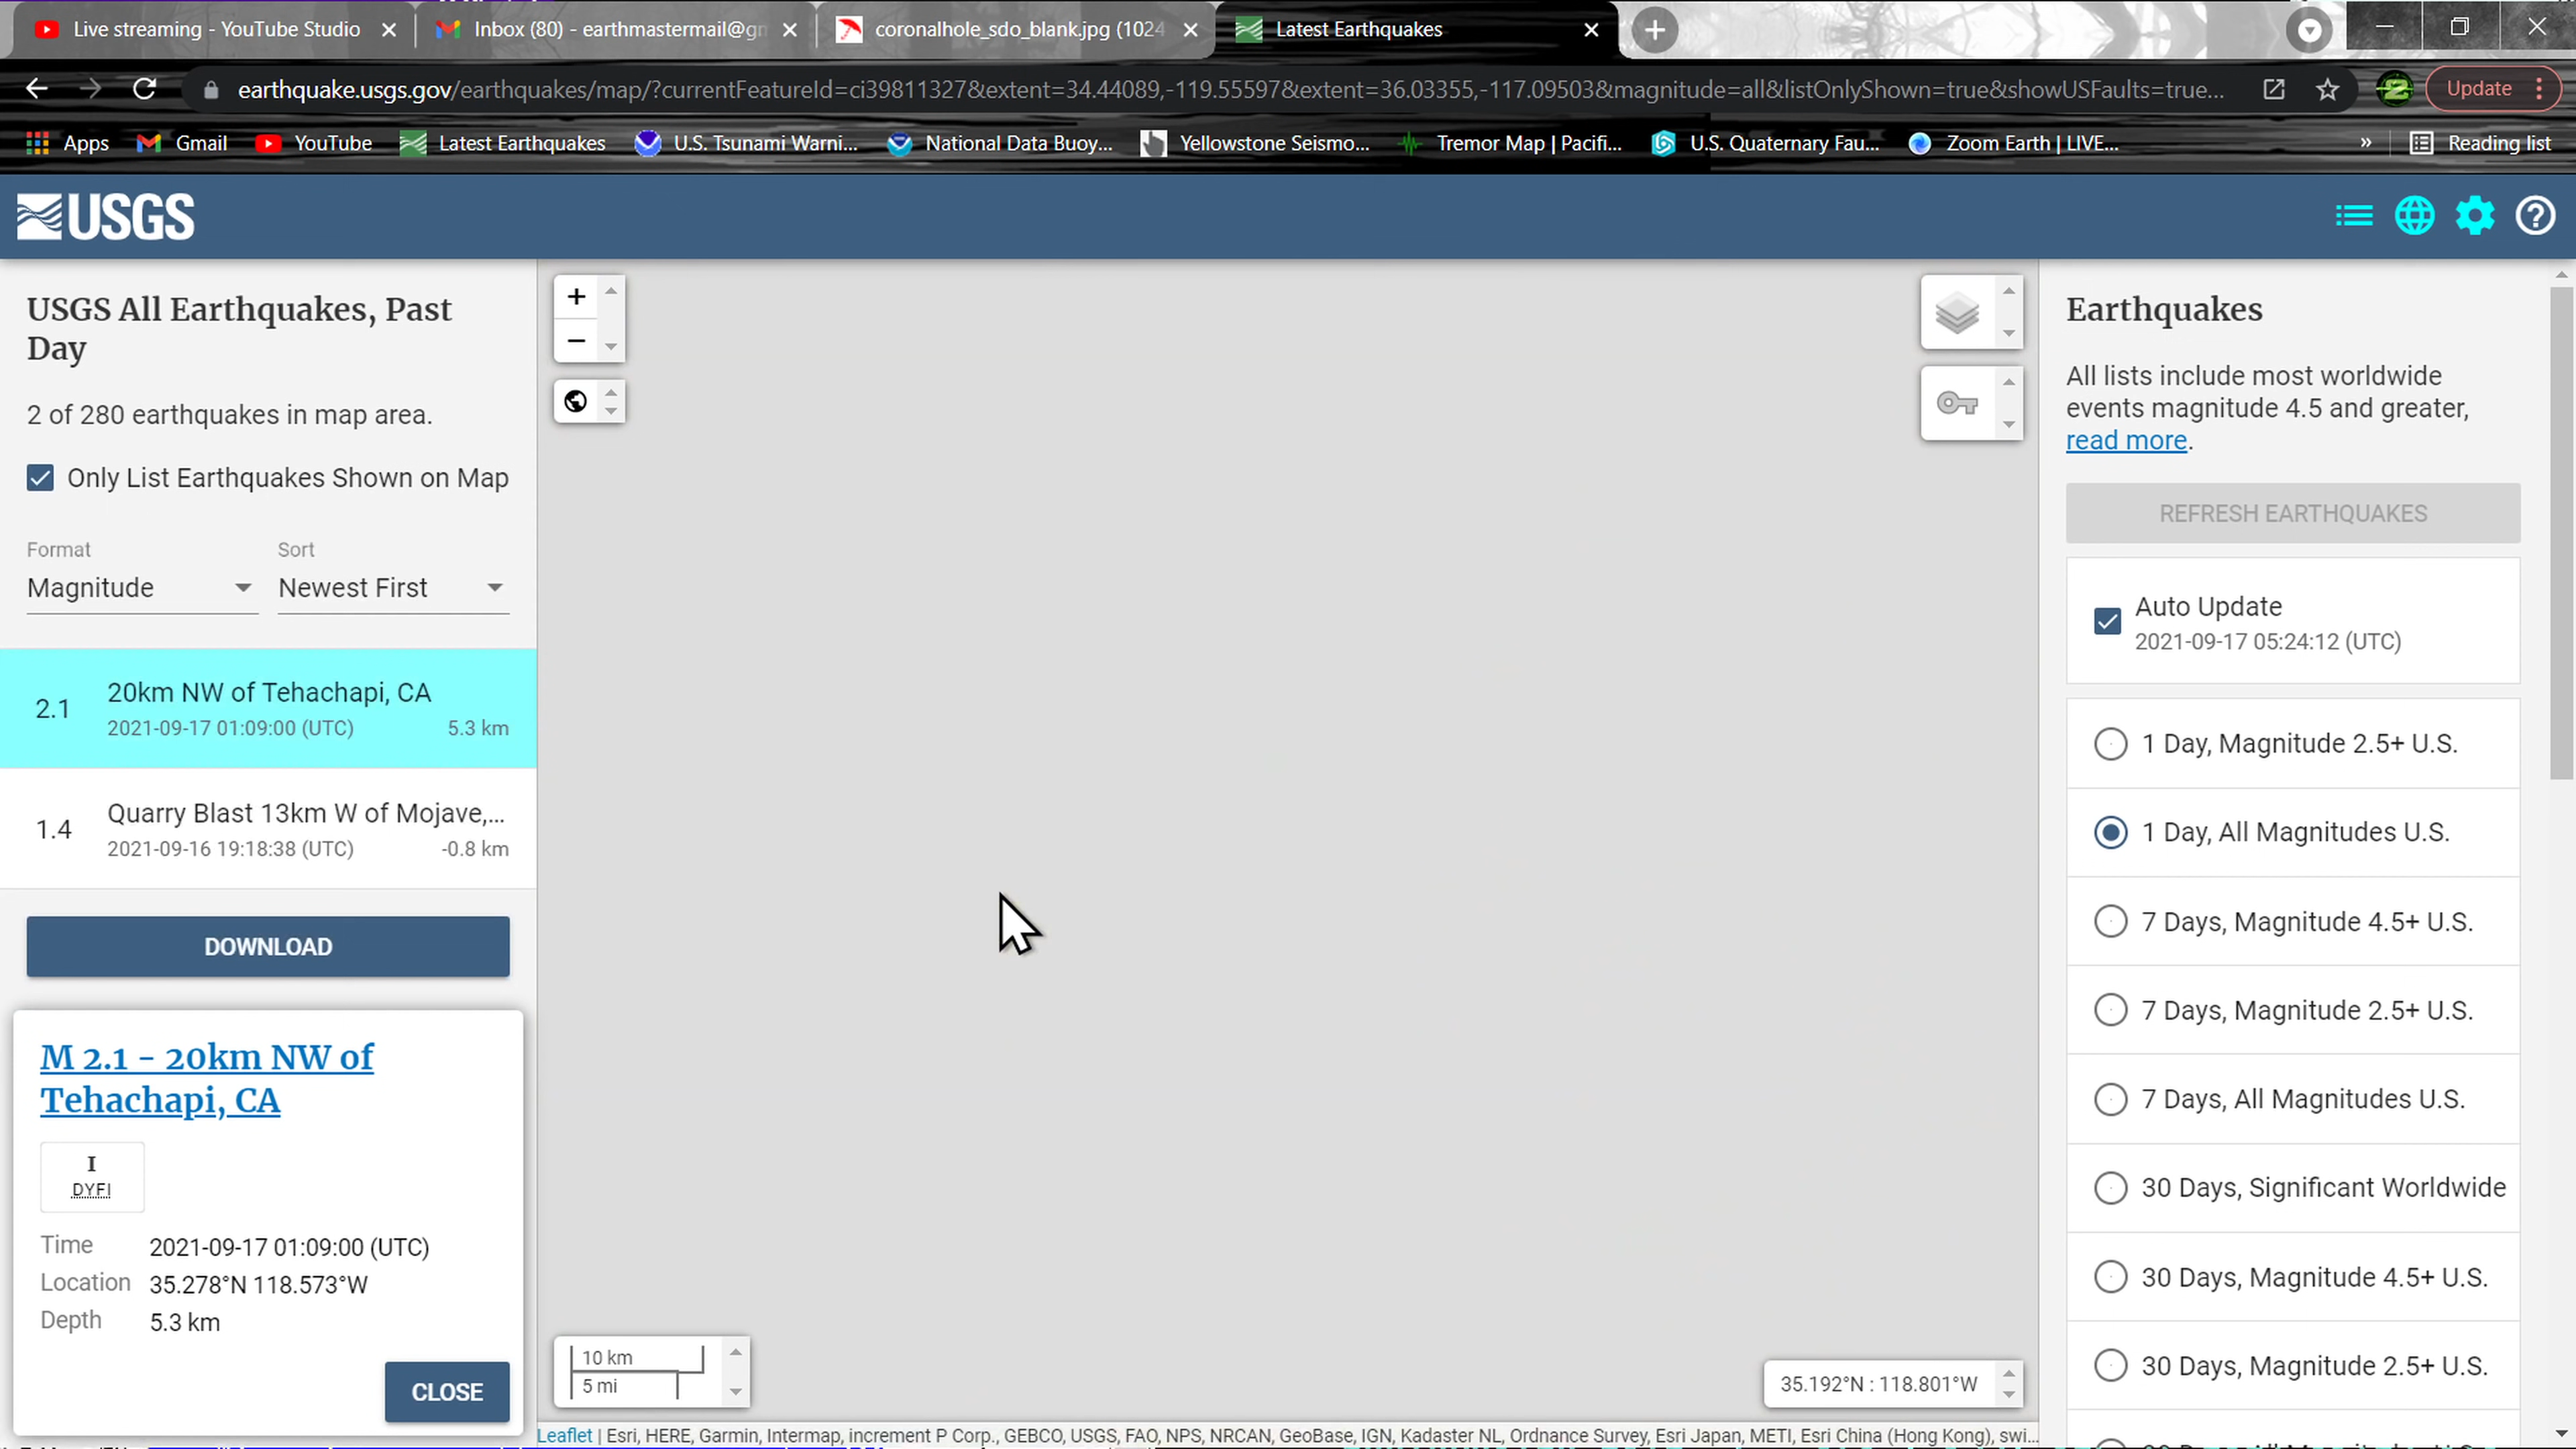 Live streaming - YouTube Studio
Inbox (80) - earthmastermail@gm
coronalhole_sdo_blank.jpg (1024
Latest Earthquakes
earthquake.usgs.gov/earthquakes/map/?currentFeatureId=ci39811327&extent=34.44089,-119.55597&extent=36.03355,-117.09503&magnitude=all&listOnlyShown=true&showUSFaults=true...
Update
Apps
Gmail
YouTube
Latest Earthquakes
U.S. Tsunami Warni...
National Data Buoy...
Yellowstone Seismo...
Tremor Map | Pacifi...
U.S. Quaternary Fau...
Zoom Earth | LIVE...
»
Reading list
USGS
USGS All Earthquakes, Past
Day
2 of 280 earthquakes in map area.
Only List Earthquakes Shown on Map
Format
Sort
Magnitude
Newest First
2.1
20km NW of Tehachapi, CA
2021-09-17 01:09:00 (UTC)
5.3 km
1.4
Quarry Blast 13km W of Mojave,...
2021-09-16 19:18:38 (UTC)
-0.8 km
DOWNLOAD
M 2.1 - 20km NW of
Tehachapi, CA
I
DYFI
Time 2021-09-17 01:09:00 (UTC)
Location 35.278°N 118.573°W
Depth 5.3 km
CLOSE
+
−
10 km
5 mi
35.192°N : 118.801°W
Leaflet | Esri, HERE, Garmin, Intermap, increment P Corp., GEBCO, USGS, FAO, NPS, NRCAN, GeoBase, IGN, Kadaster NL, Ordnance Survey, Esri Japan, METI, Esri China (Hong Kong), swi...
Earthquakes
All lists include most worldwide
events magnitude 4.5 and greater,
read more.
REFRESH EARTHQUAKES
Auto Update
2021-09-17 05:24:12 (UTC)
1 Day, Magnitude 2.5+ U.S.
1 Day, All Magnitudes U.S.
7 Days, Magnitude 4.5+ U.S.
7 Days, Magnitude 2.5+ U.S.
7 Days, All Magnitudes U.S.
30 Days, Significant Worldwide
30 Days, Magnitude 4.5+ U.S.
30 Days, Magnitude 2.5+ U.S.